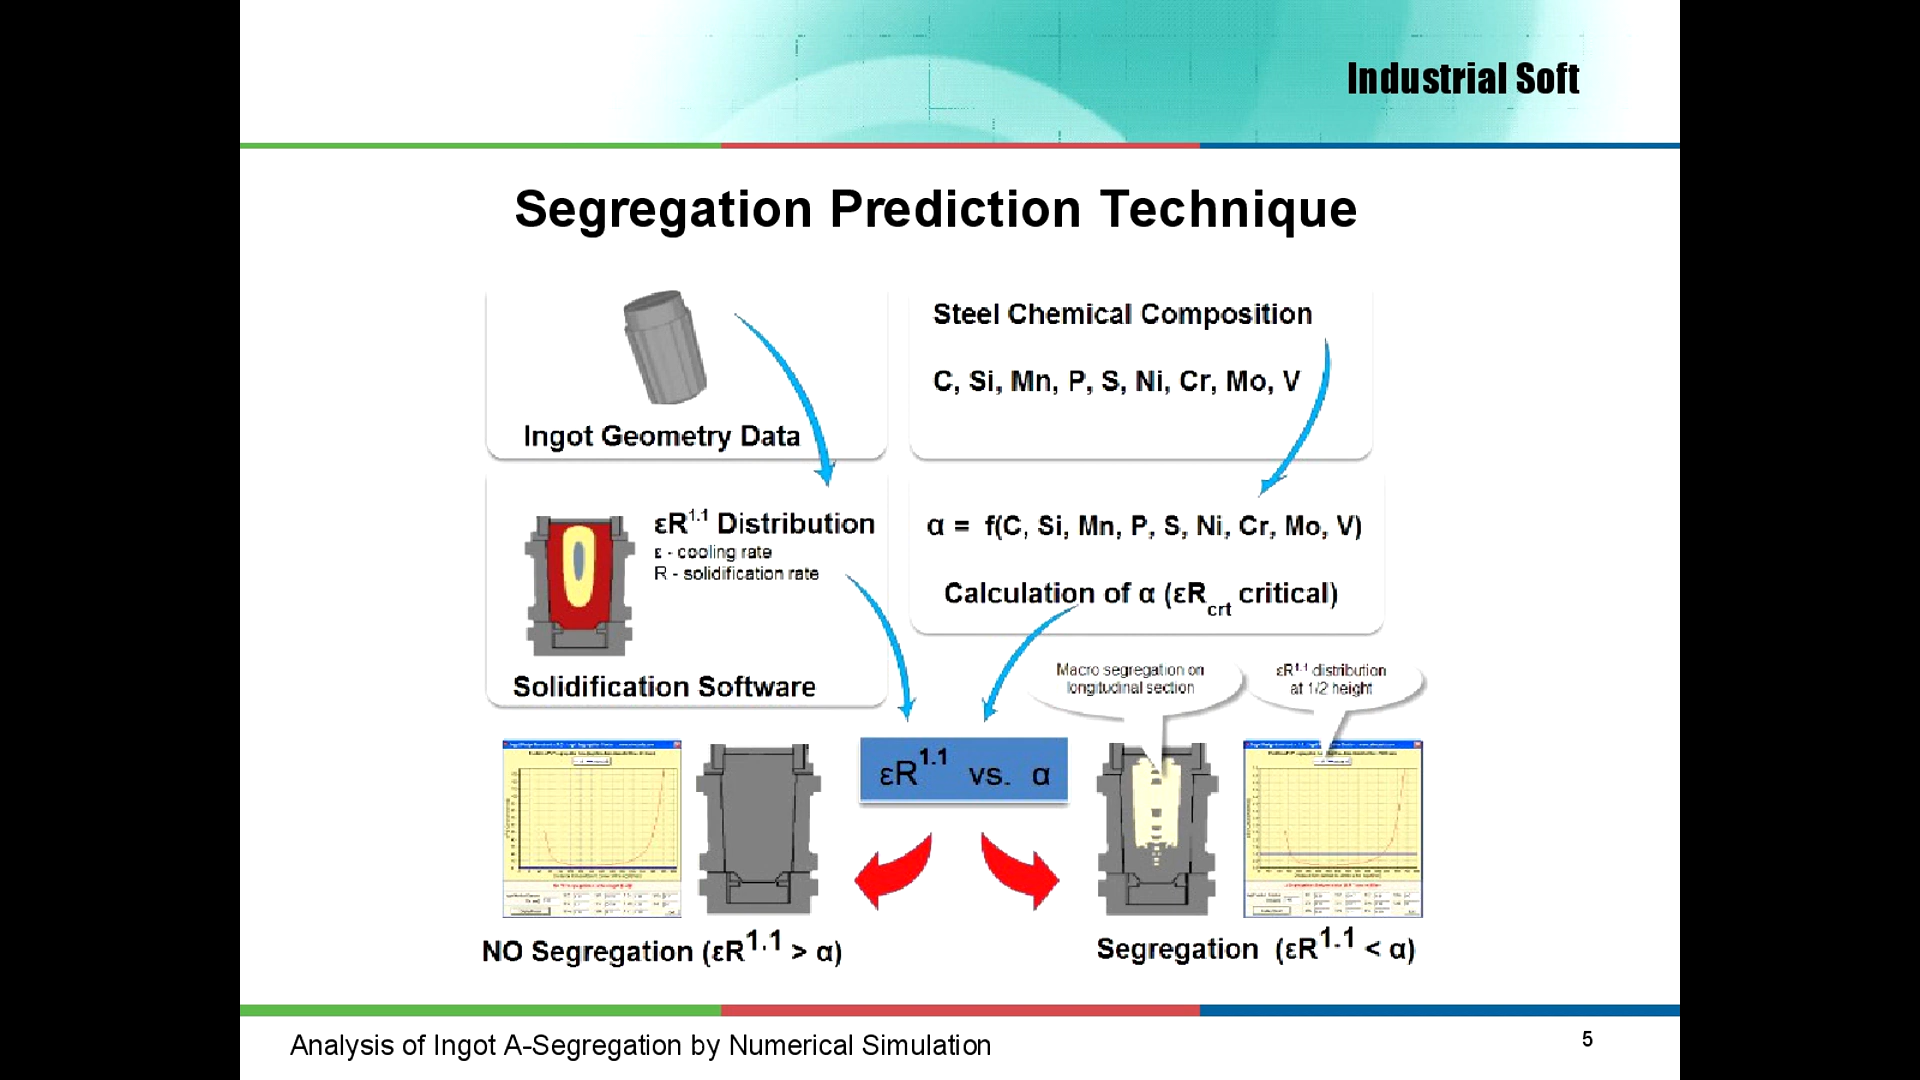 Industrial Soft
Segregation Prediction Technique
Ingot Geometry Data
Steel Chemical Composition
C, Si, Mn, P, S, Ni, Cr, Mo, V
εR1.1 Distribution
ε - cooling rate
R - solidification rate
Solidification Software
α = f(C, Si, Mn, P, S, Ni, Cr, Mo, V)
Calculation of α (εRcrt critical)
Macro segregation on
longitudinal section
εR1.1 distribution
at 1/2 height
εR1.1 vs. α
NO Segregation (εR1.1 > α)
Segregation (εR1.1 < α)
Analysis of Ingot A-Segregation by Numerical Simulation
5